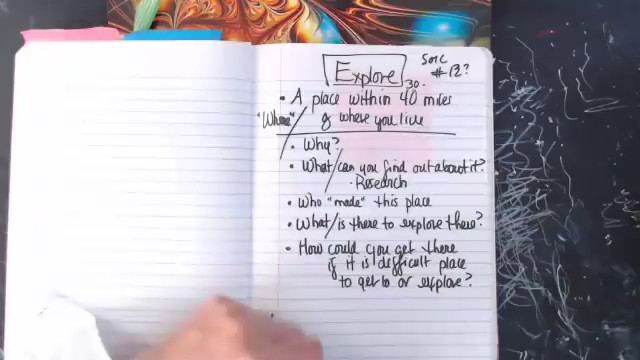 Explore
SOLC
#12?
30.
• A place within 40 miles
"Where" of where you live
• Why?
• What/can you find out about it?
• Research
• Who "made" this place
• What/is there to explore there?
• How could you get there
if it is difficult place
to get to or explore?